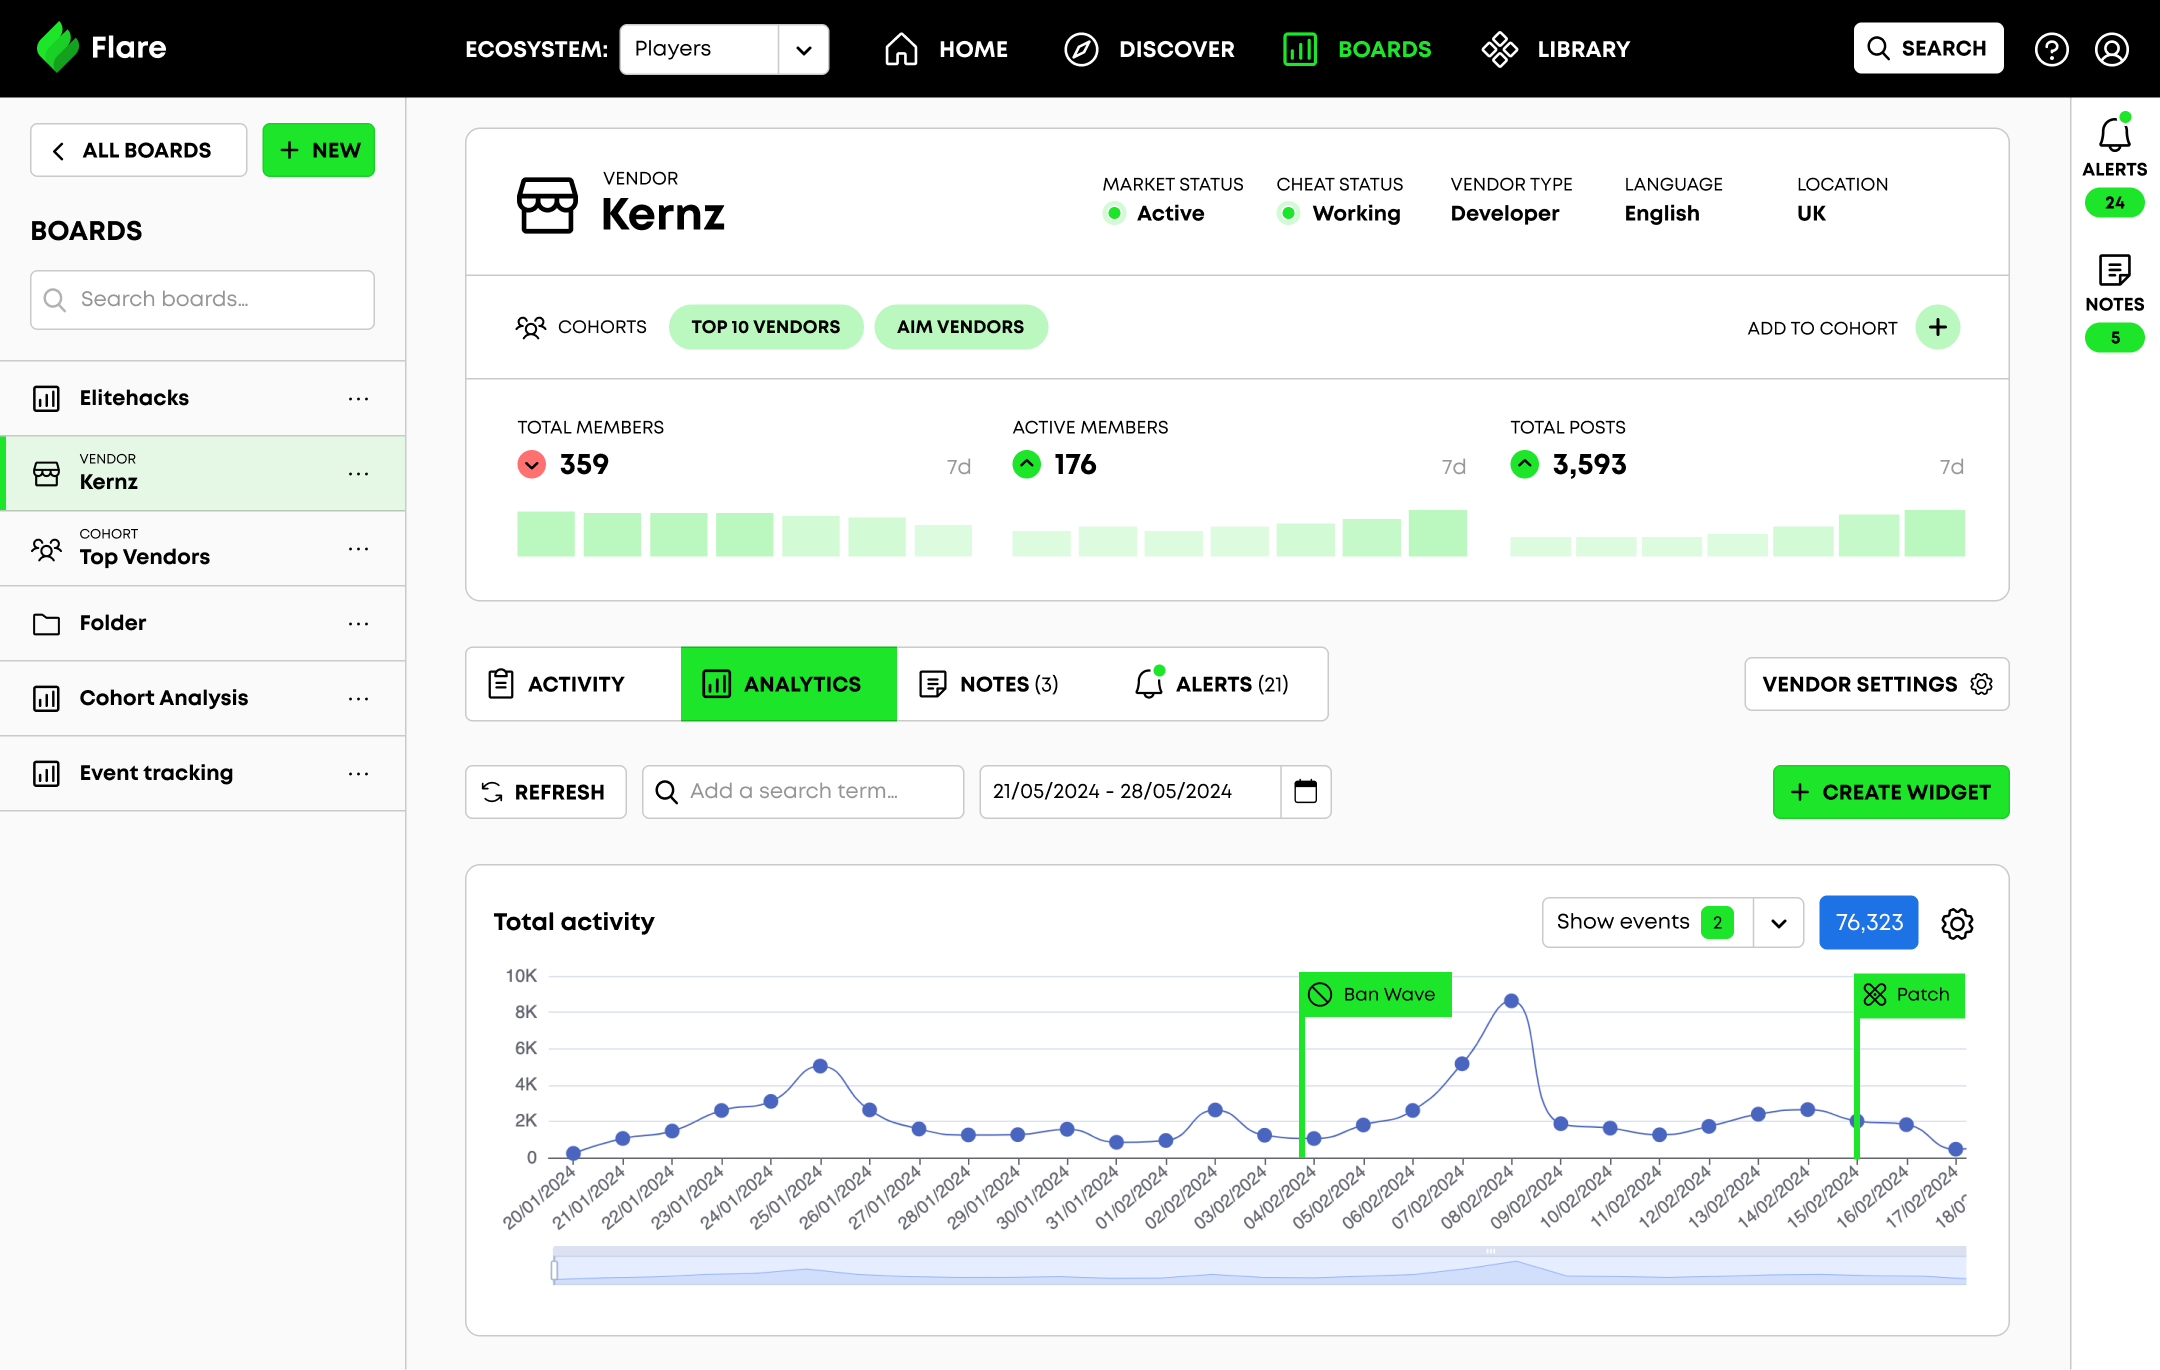 Flare
ECOSYSTEM: Players
HOME
DISCOVER
BOARDS
LIBRARY
SEARCH
ALL BOARDS
+ NEW
BOARDS
Search boards...
Elitehacks
VENDOR
Kernz
COHORT
Top Vendors
Folder
Cohort Analysis
Event tracking
VENDOR
Kernz
MARKET STATUS
Active
CHEAT STATUS
Working
VENDOR TYPE
Developer
LANGUAGE
English
LOCATION
UK
COHORTS
TOP 10 VENDORS
AIM VENDORS
ADD TO COHORT +
TOTAL MEMBERS
359
7d
ACTIVE MEMBERS
176
7d
TOTAL POSTS
3,593
7d
ACTIVITY
ANALYTICS
NOTES (3)
ALERTS (21)
VENDOR SETTINGS
REFRESH
Add a search term...
21/05/2024 - 28/05/2024
+ CREATE WIDGET
Total activity
Show events 2
76,323
10K
8K
6K
4K
2K
0
Ban Wave
Patch
20/01/2024
21/01/2024
22/01/2024
23/01/2024
24/01/2024
25/01/2024
26/01/2024
27/01/2024
28/01/2024
29/01/2024
30/01/2024
31/01/2024
01/02/2024
02/02/2024
03/02/2024
04/02/2024
05/02/2024
06/02/2024
07/02/2024
08/02/2024
09/02/2024
10/02/2024
11/02/2024
12/02/2024
13/02/2024
14/02/2024
15/02/2024
16/02/2024
17/02/2024
ALERTS
24
NOTES
5